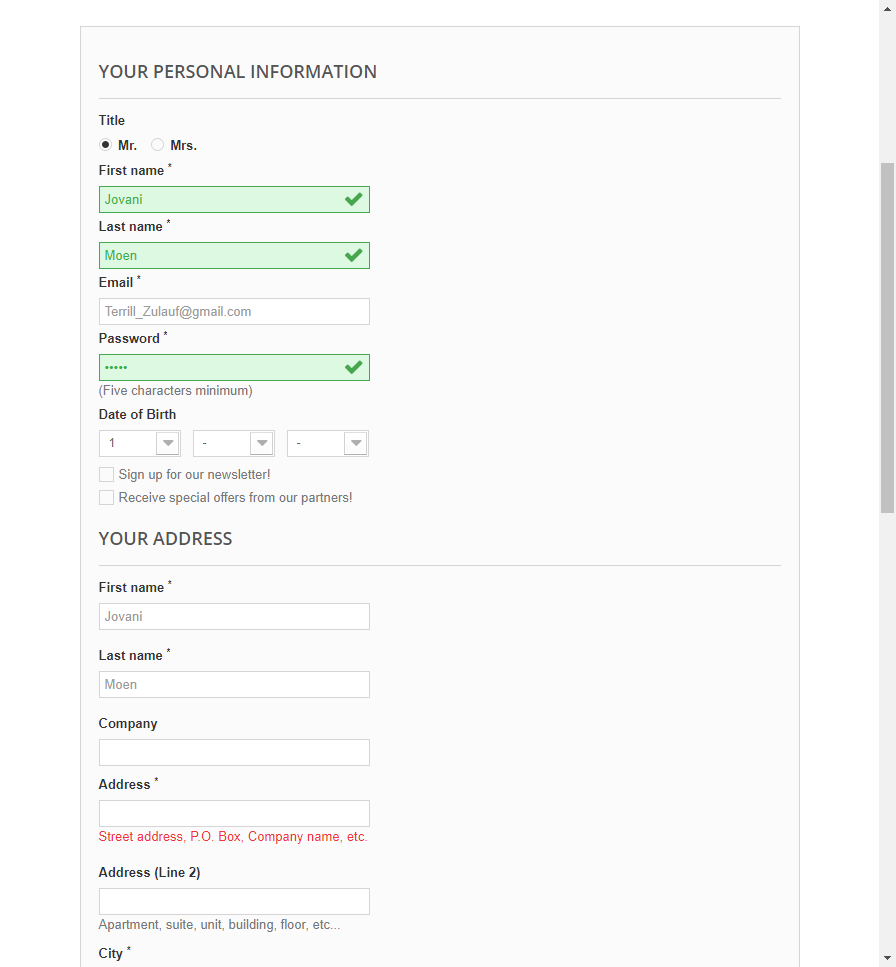 YOUR PERSONAL INFORMATION
Title
Mr. Mrs.
First name *
Jovani
Last name *
Moen
Email *
Terrill_Zulauf@gmail.com
Password *
•••••
(Five characters minimum)
Date of Birth
1 - -
Sign up for our newsletter!
Receive special offers from our partners!
YOUR ADDRESS
First name *
Jovani
Last name *
Moen
Company
Address *
Street address, P.O. Box, Company name, etc.
Address (Line 2)
Apartment, suite, unit, building, floor, etc...
City *